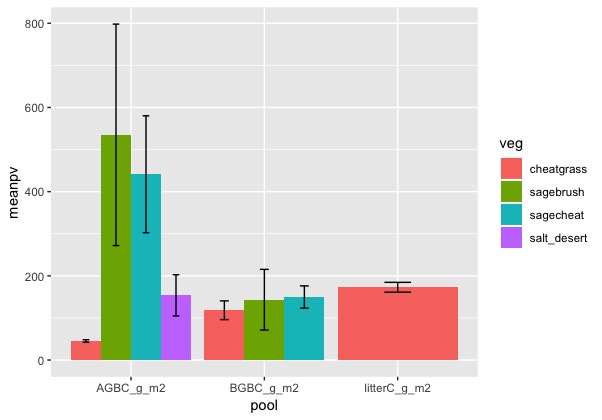 800
600
400
200
0
meanpv
AGBC_g_m2 BGBC_g_m2 litterC_g_m2
pool
veg
cheatgrass
sagebrush
sagecheat
salt_desert